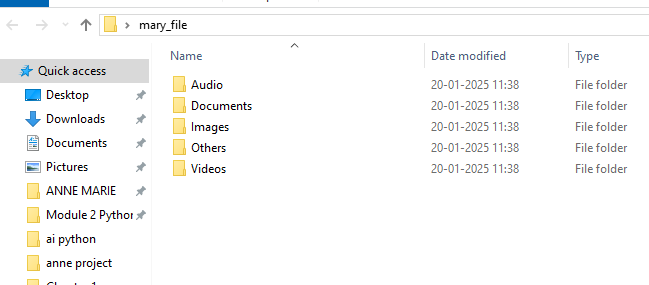 mary_file
Name Date modified Type
Quick access
Desktop
Downloads
Documents
Pictures
ANNE MARIE
Module 2 Python
ai python
anne project
Audio 20-01-2025 11:38 File folder
Documents 20-01-2025 11:38 File folder
Images 20-01-2025 11:38 File folder
Others 20-01-2025 11:38 File folder
Videos 20-01-2025 11:38 File folder